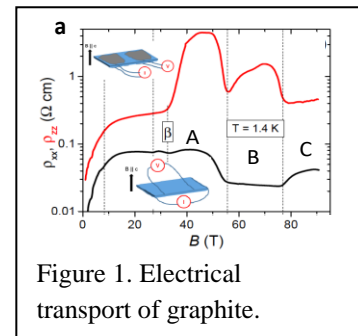 a
B || c
I
V
1
0.1
0.01
ρxx, ρzz (Ω cm)
β
A
T = 1.4 K
B
C
V
B || c
I
0 20 40 60 80
B (T)
Figure 1. Electrical
transport of graphite.